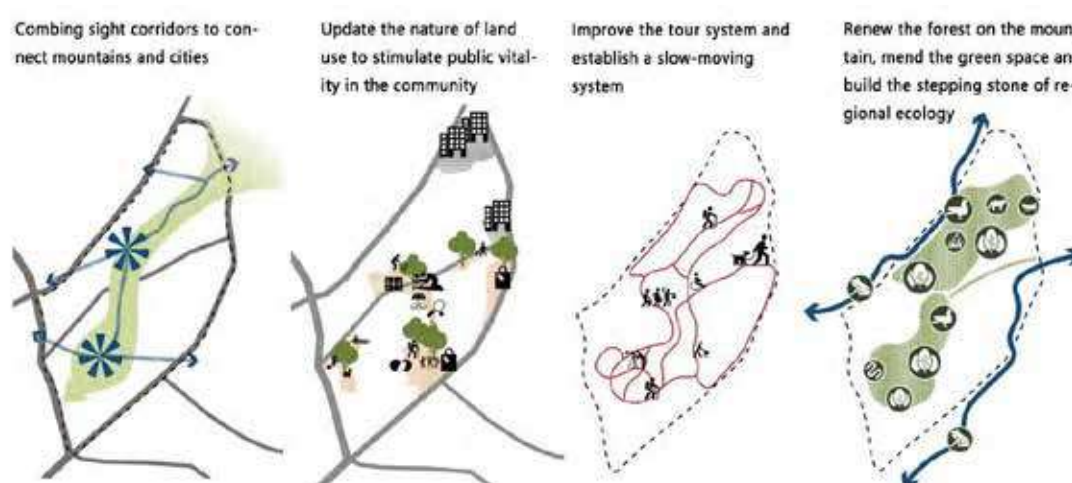 Combing sight corridors to con-
nect mountains and cities
Update the nature of land
use to stimulate public vital-
ity in the community
Improve the tour system and
establish a slow-moving
system
Renew the forest on the moun-
tain, mend the green space an
build the stepping stone of re-
gional ecology